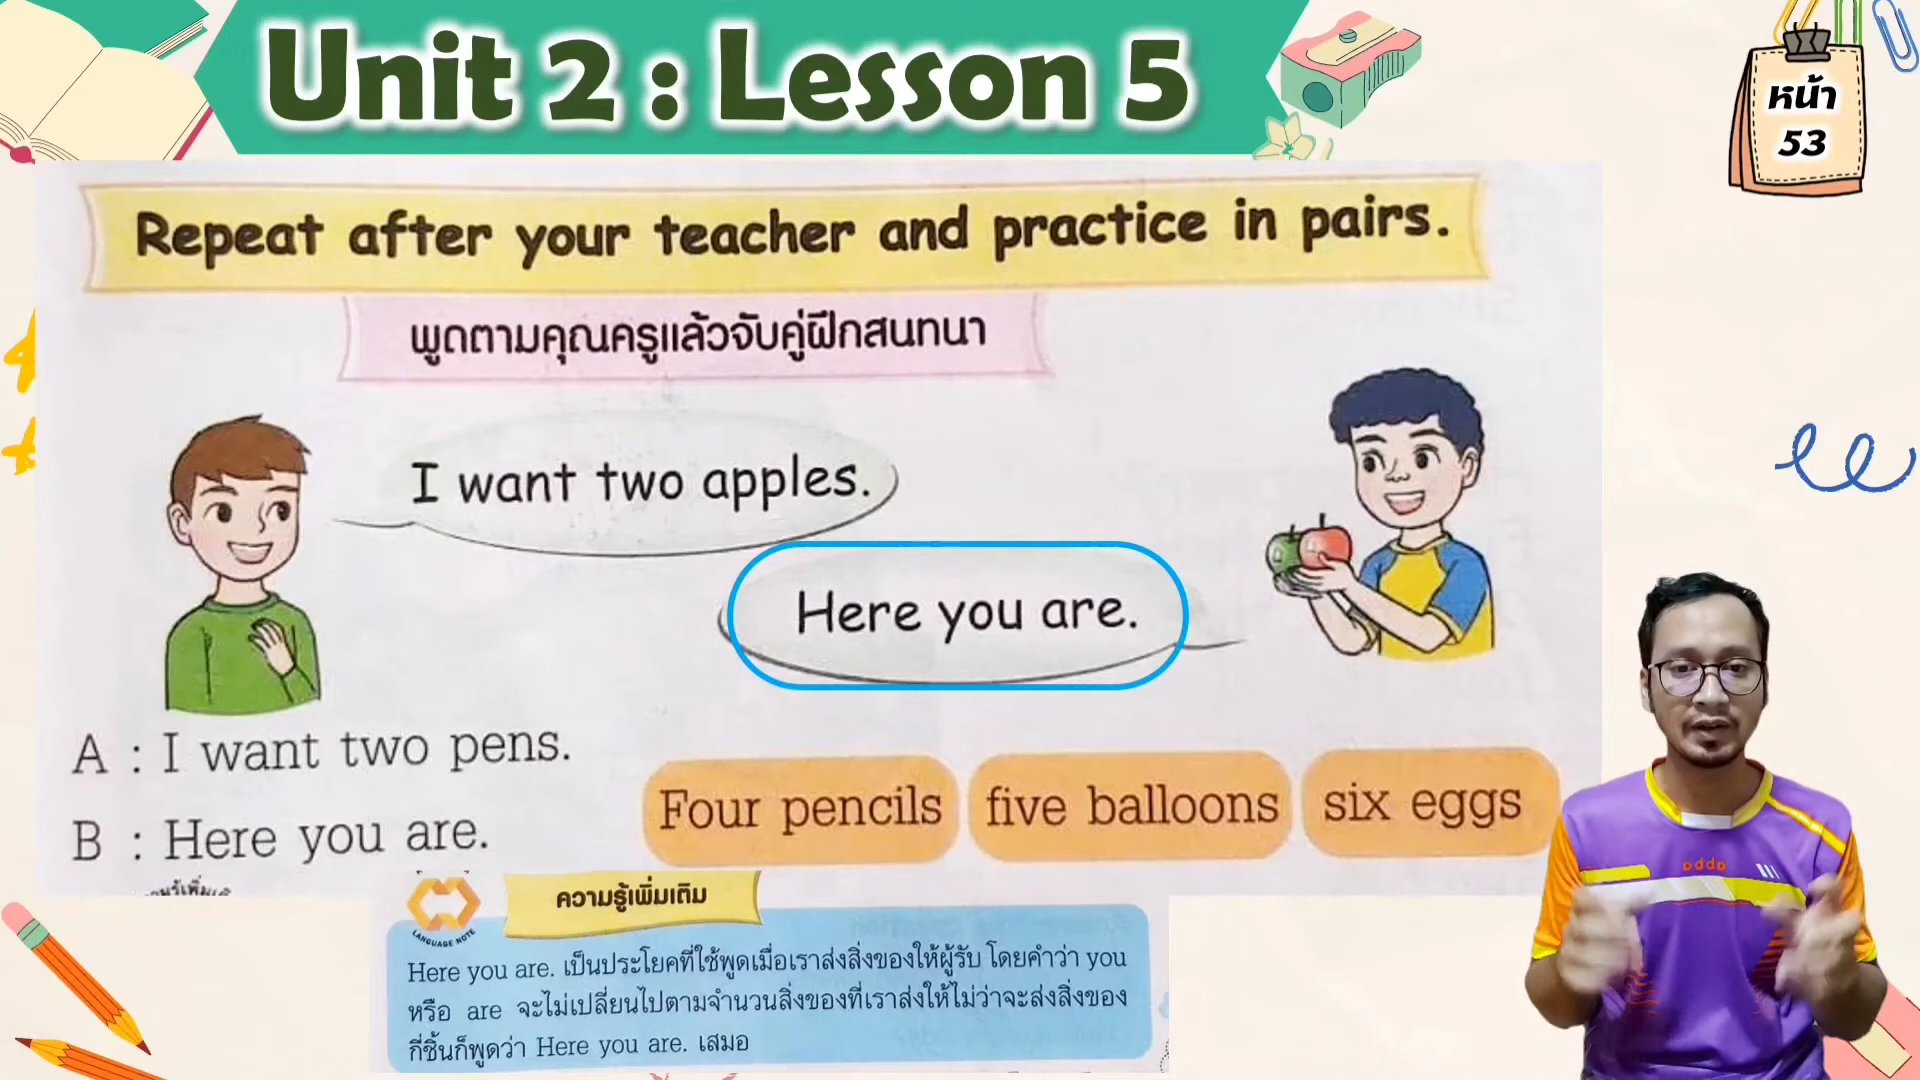 Unit 2 : Lesson 5
หน้า
53
Repeat after your teacher and practice in pairs.
พูดตามคุณครูแล้วจับคู่ฝึกสนทนา
I want two apples.
Here you are.
A : I want two pens.
B : Here you are.
Four pencils
five balloons
six eggs
ความรู้เพิ่มเติม
LANGUAGE NOTE
Here you are. เป็นประโยคที่ใช้พูดเมื่อเราส่งสิ่งของให้ผู้รับ โดยคำว่า you
หรือ are จะไม่เปลี่ยนไปตามจำนวนสิ่งของที่เราส่งให้ไม่ว่าจะส่งสิ่งของ
กี่ชิ้นก็พูดว่า Here you are. เสมอ